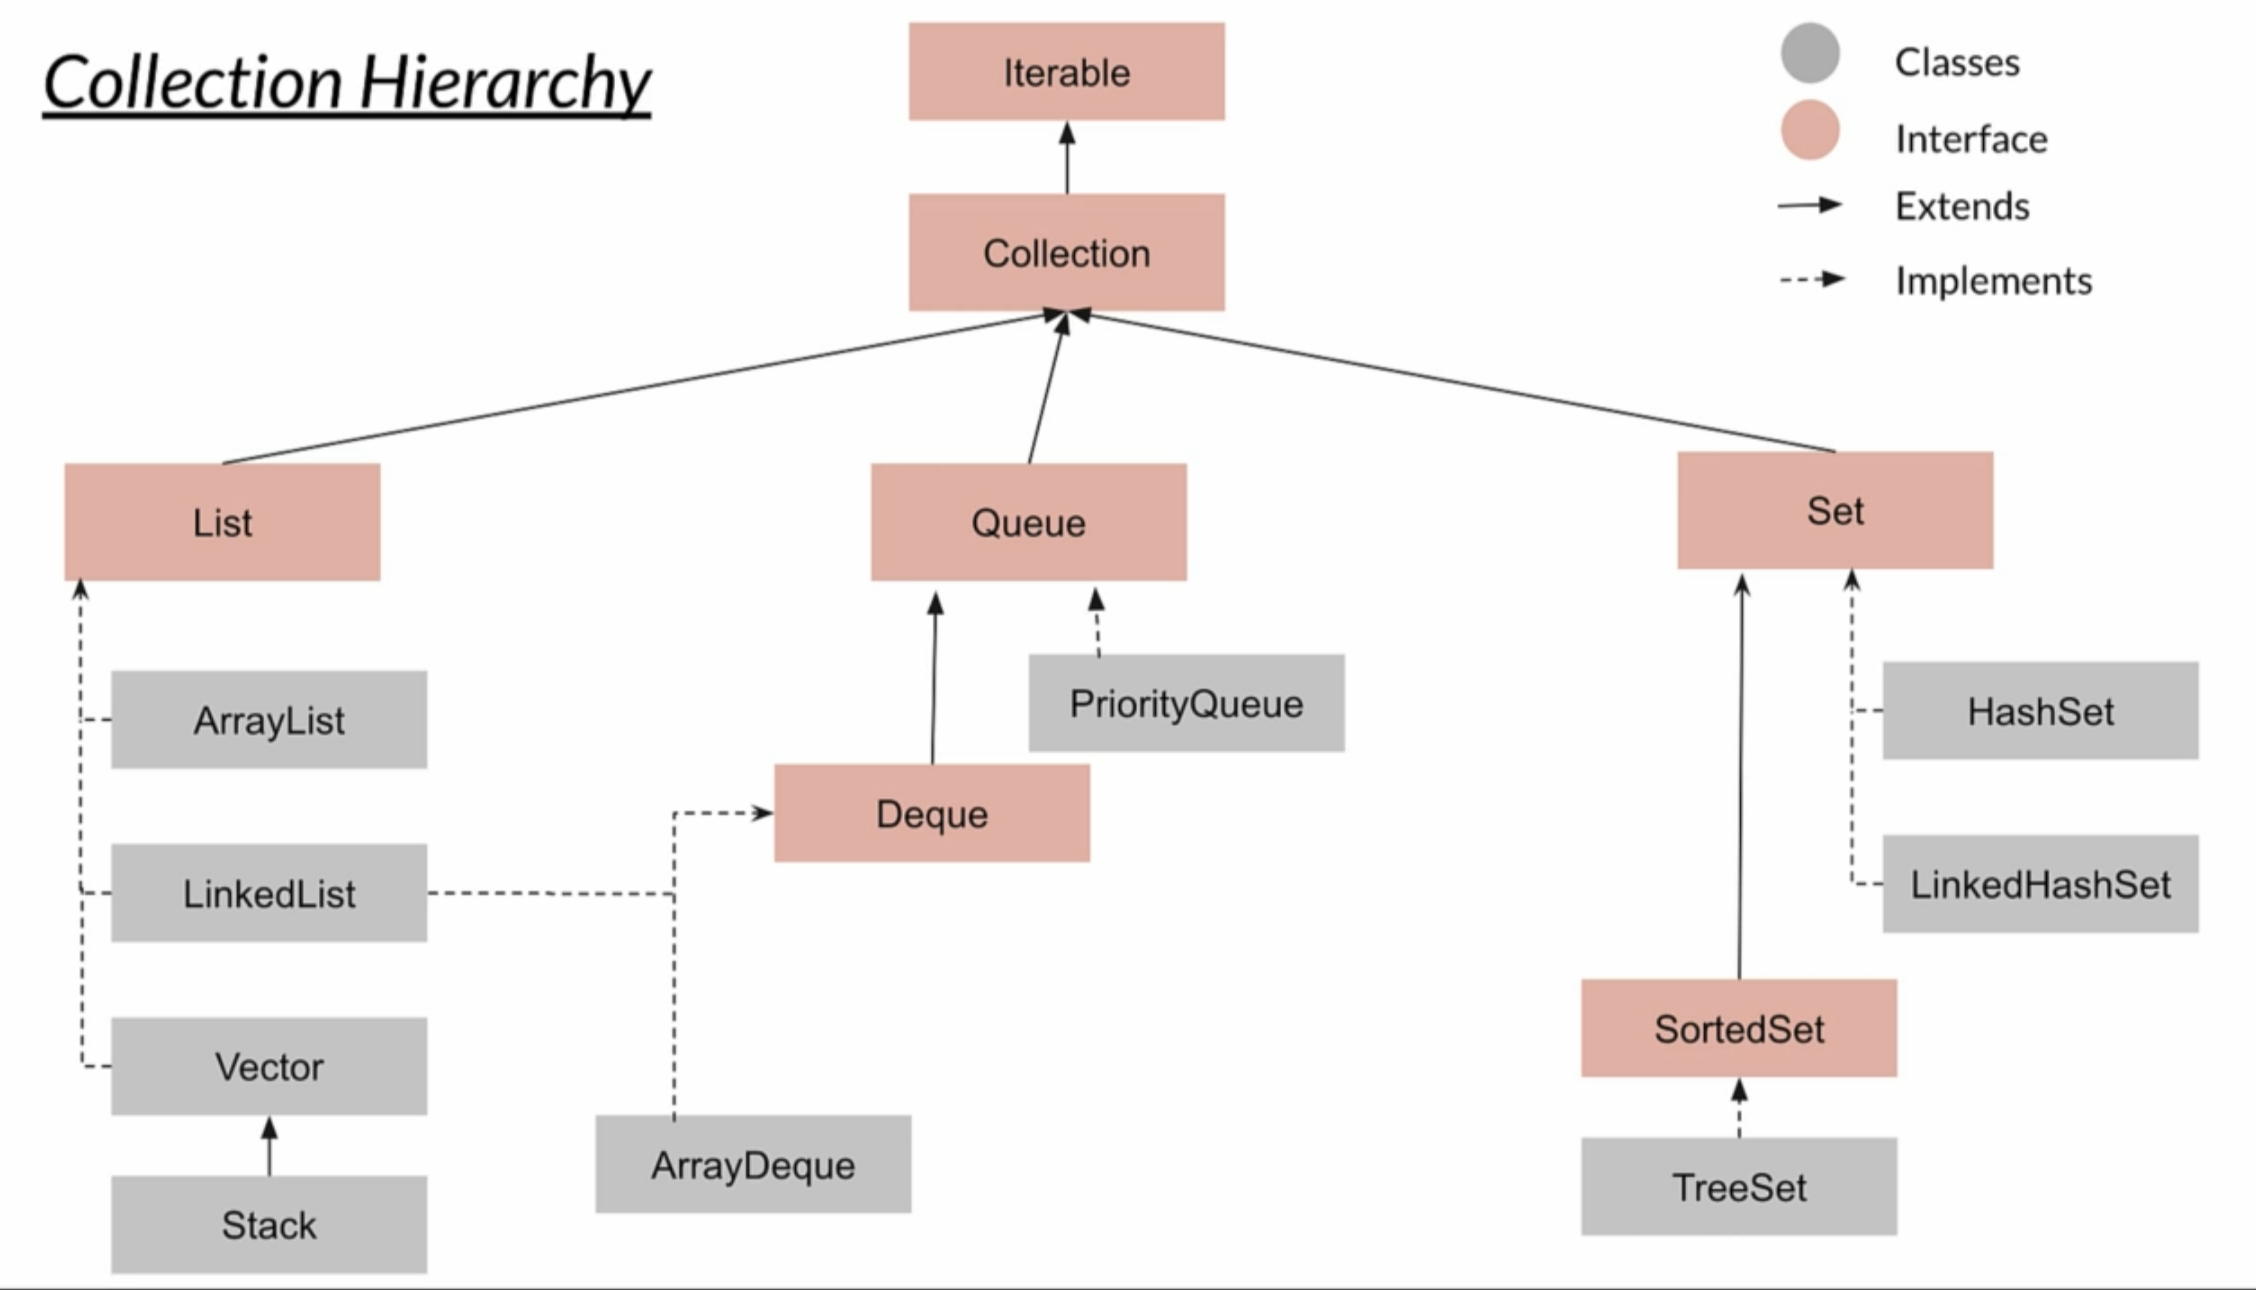 Collection Hierarchy
Iterable
Classes
Interface
Extends
Implements
Collection
List
Queue
Set
ArrayList
PriorityQueue
HashSet
Deque
LinkedList
LinkedHashSet
Vector
SortedSet
ArrayDeque
TreeSet
Stack